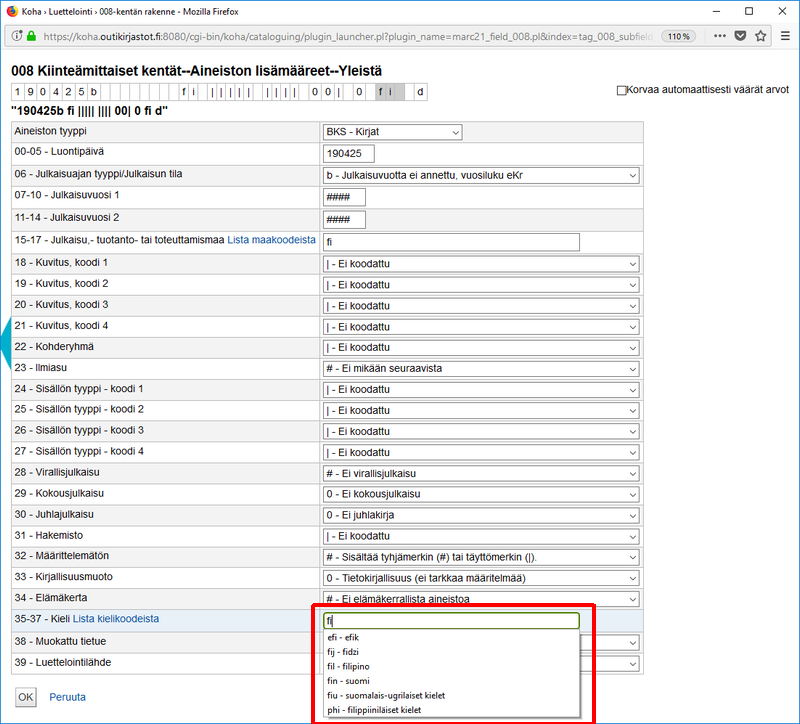 Koha › Luettelointi › 008-kentän rakenne - Mozilla Firefox
https://koha.outikirjastot.fi:8080/cgi-bin/koha/cataloguing/plugin_launcher.pl?plugin_name=marc21_field_008.pl&index=tag_008_subfield 110 %
008 Kiinteämittaiset kentät--Aineiston lisämääreet--Yleistä
1 9 0 4 2 5 b f i | | | | | | | | | 0 0 | 0 f i d
Korvaa automaattisesti väärät arvot
"190425b fi ||||| |||| 00| 0 fi d"
Aineiston tyyppi BKS - Kirjat
00-05 - Luontipäivä 190425
06 - Julkaisuajan tyyppi/Julkaisun tila b - Julkaisuvuotta ei annettu, vuosiluku eKr
07-10 - Julkaisuvuosi 1 ####
11-14 - Julkaisuvuosi 2 ####
15-17 - Julkaisu,- tuotanto- tai toteuttamismaa Lista maakoodeista fi
18 - Kuvitus, koodi 1 | - Ei koodattu
19 - Kuvitus, koodi 2 | - Ei koodattu
20 - Kuvitus, koodi 3 | - Ei koodattu
21 - Kuvitus, koodi 4 | - Ei koodattu
22 - Kohderyhmä | - Ei koodattu
23 - Ilmiasu # - Ei mikään seuraavista
24 - Sisällön tyyppi - koodi 1 | - Ei koodattu
25 - Sisällön tyyppi - koodi 2 | - Ei koodattu
26 - Sisällön tyyppi - koodi 3 | - Ei koodattu
27 - Sisällön tyyppi - koodi 4 | - Ei koodattu
28 - Virallisjulkaisu # - Ei virallisjulkaisu
29 - Kokousjulkaisu 0 - Ei kokousjulkaisu
30 - Juhlajulkaisu 0 - Ei juhlakirja
31 - Hakemisto | - Ei koodattu
32 - Määrittelemätön # - Sisältää tyhjämerkin (#) tai täyttömerkin (|).
33 - Kirjallisuusmuoto 0 - Tietokirjallisuus (ei tarkkaa määritelmää)
34 - Elämäkerta # - Ei elämäkerrallista aineistoa
35-37 - Kieli Lista kielikoodeista fi
efi - efik
38 - Muokattu tietue
fij - fidzi
39 - Luettelointilähde
fil - filipino
fin - suomi
fiu - suomalais-ugrilaiset kielet
phi - filippiiniläiset kielet
OK Peruuta